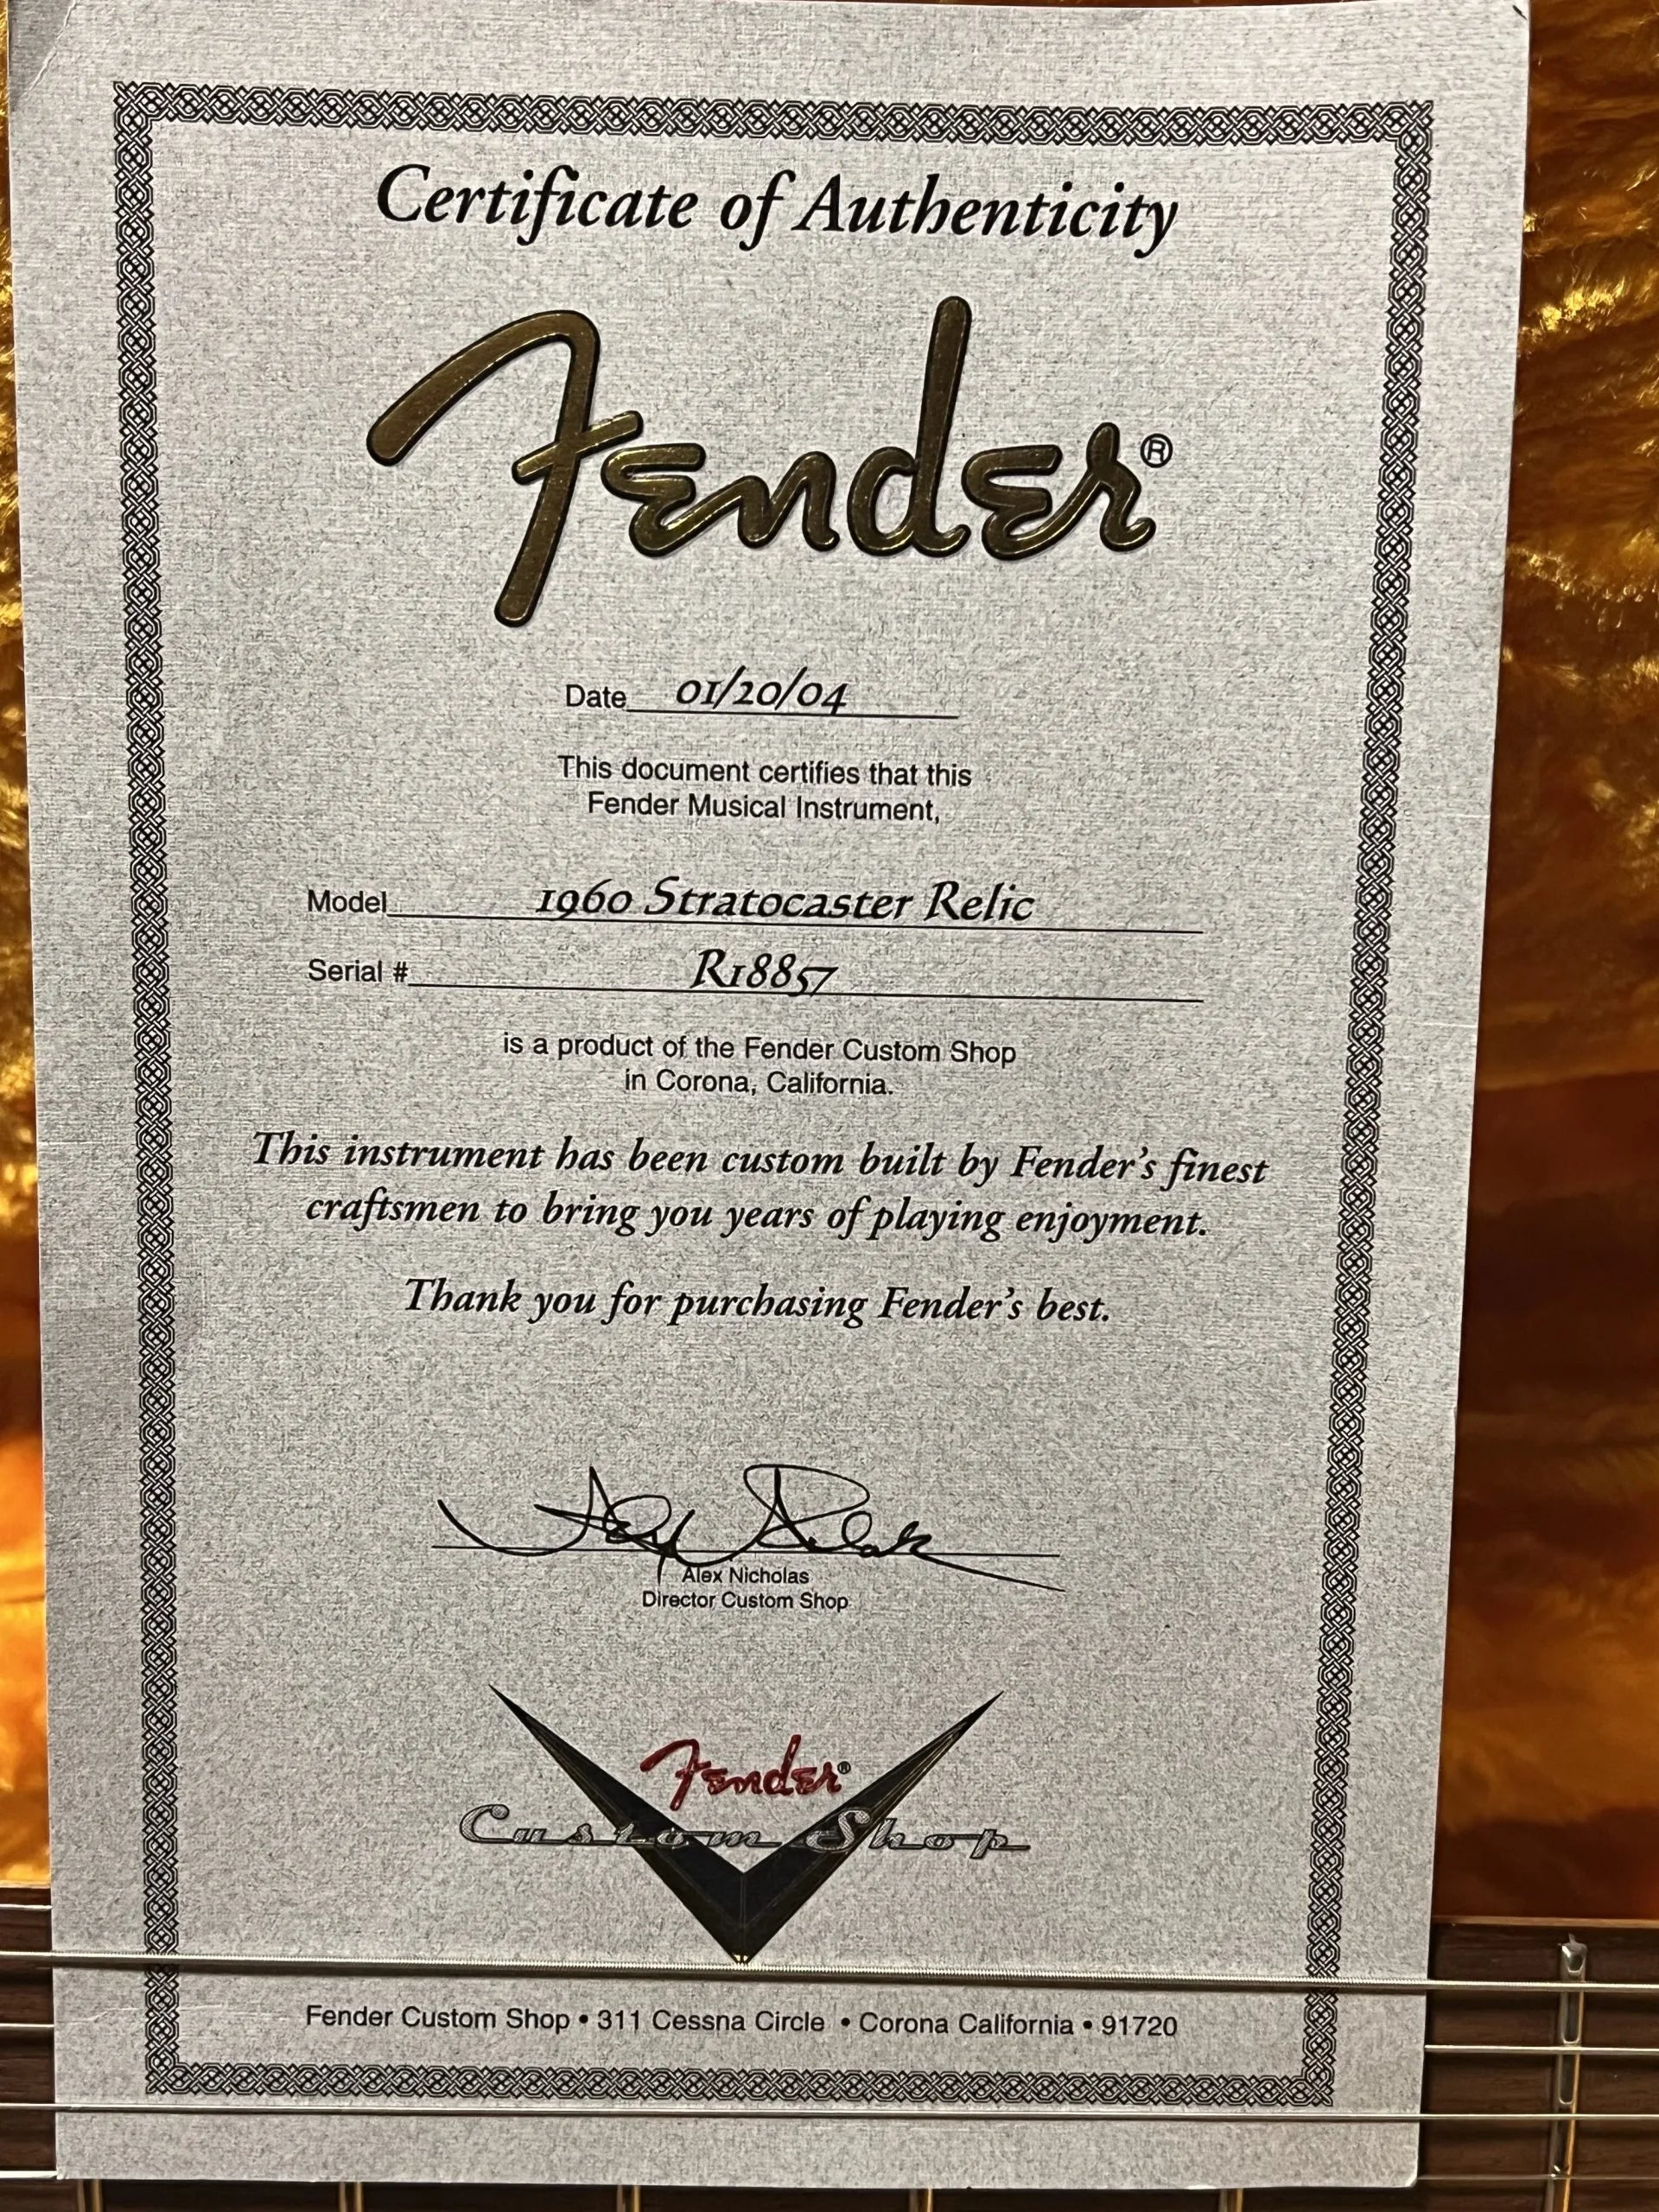 Certificate of Authenticity
Fender®
Date 01/20/04
This document certifies that this
Fender Musical Instrument,
Model 1960 Stratocaster Relic
Serial # R18857
is a product of the Fender Custom Shop
in Corona, California.
This instrument has been custom built by Fender's finest
craftsmen to bring you years of playing enjoyment.
Thank you for purchasing Fender's best.
Alex Nicholas
Director Custom Shop
Fender®
Custom Shop
Fender Custom Shop • 311 Cessna Circle • Corona California • 91720